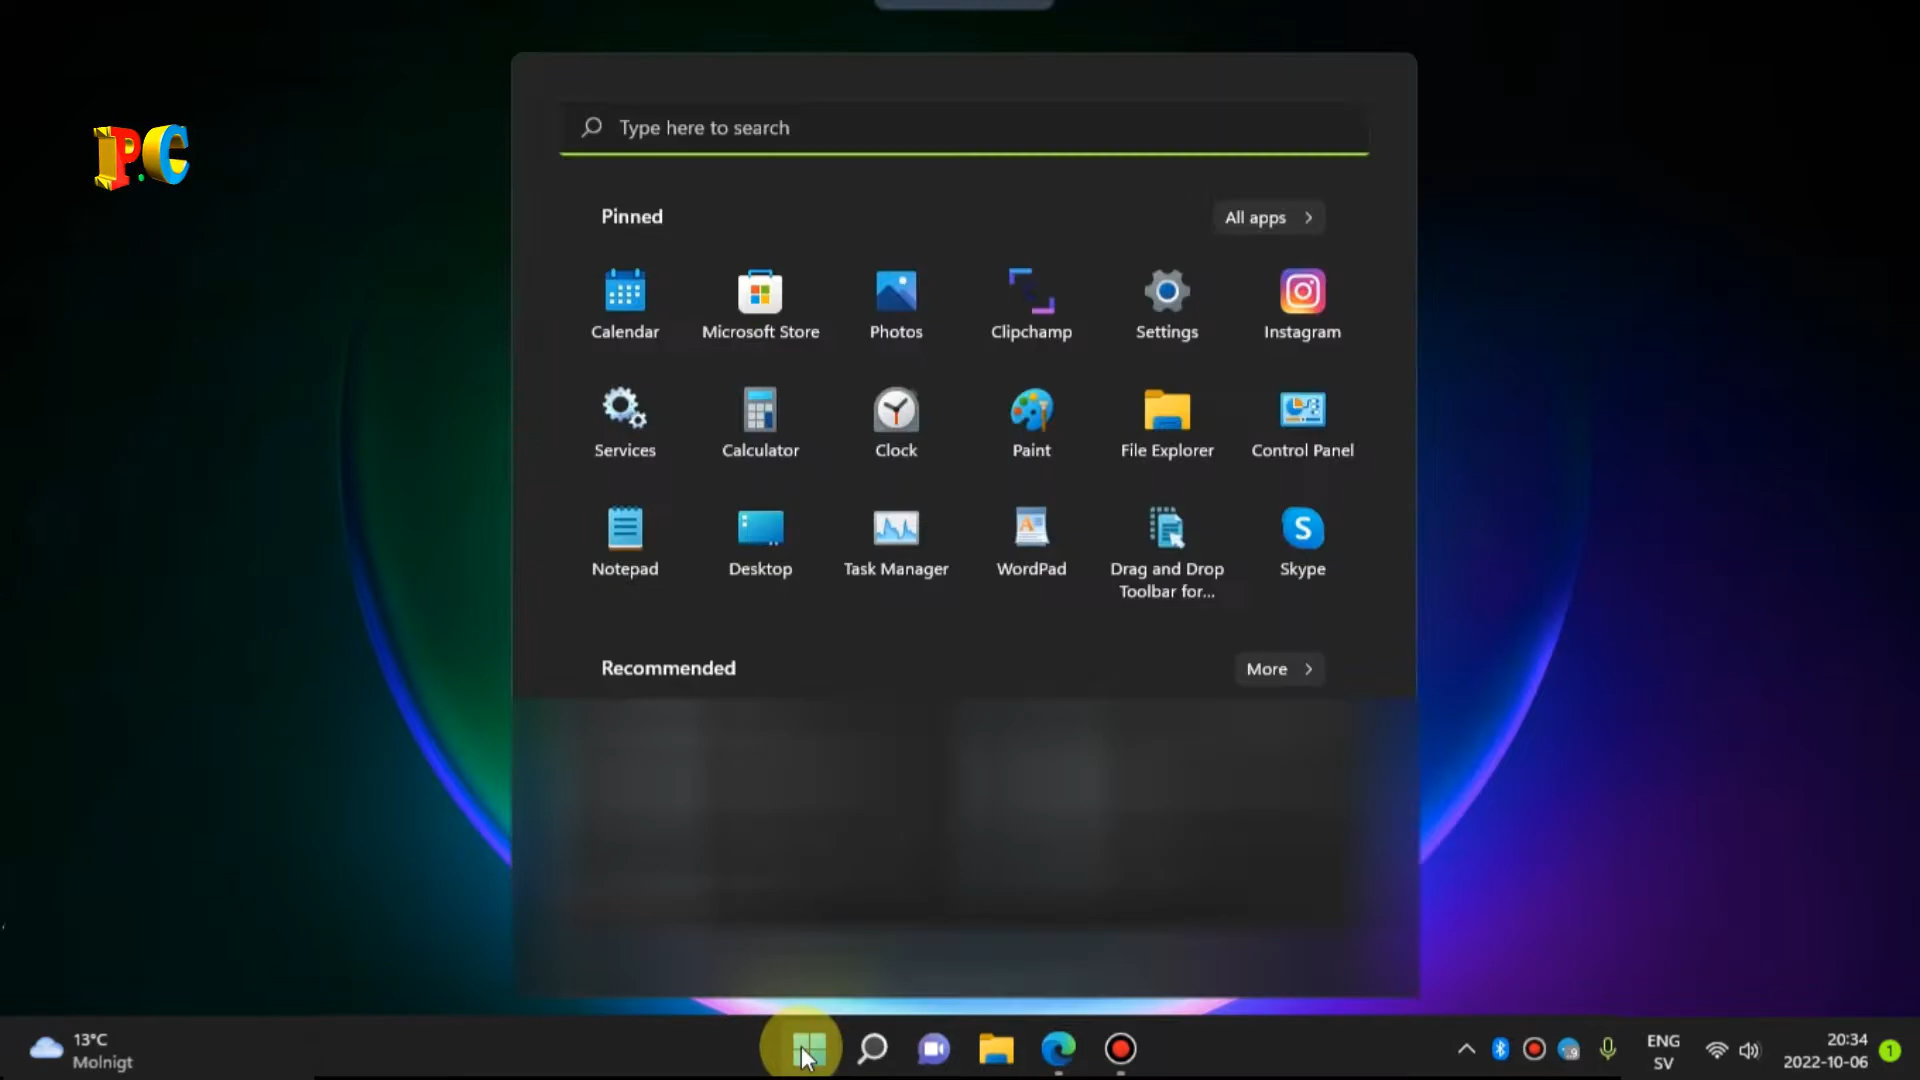 P.C
Type here to search
Pinned
All apps
Calendar
Microsoft Store
Photos
Clipchamp
Settings
Instagram
Services
Calculator
Clock
Paint
File Explorer
Control Panel
Notepad
Desktop
Task Manager
WordPad
Drag and Drop
Toolbar for...
Skype
Recommended
More
13°C
Molnigt
ENG
SV
20:34
2022-10-06
1